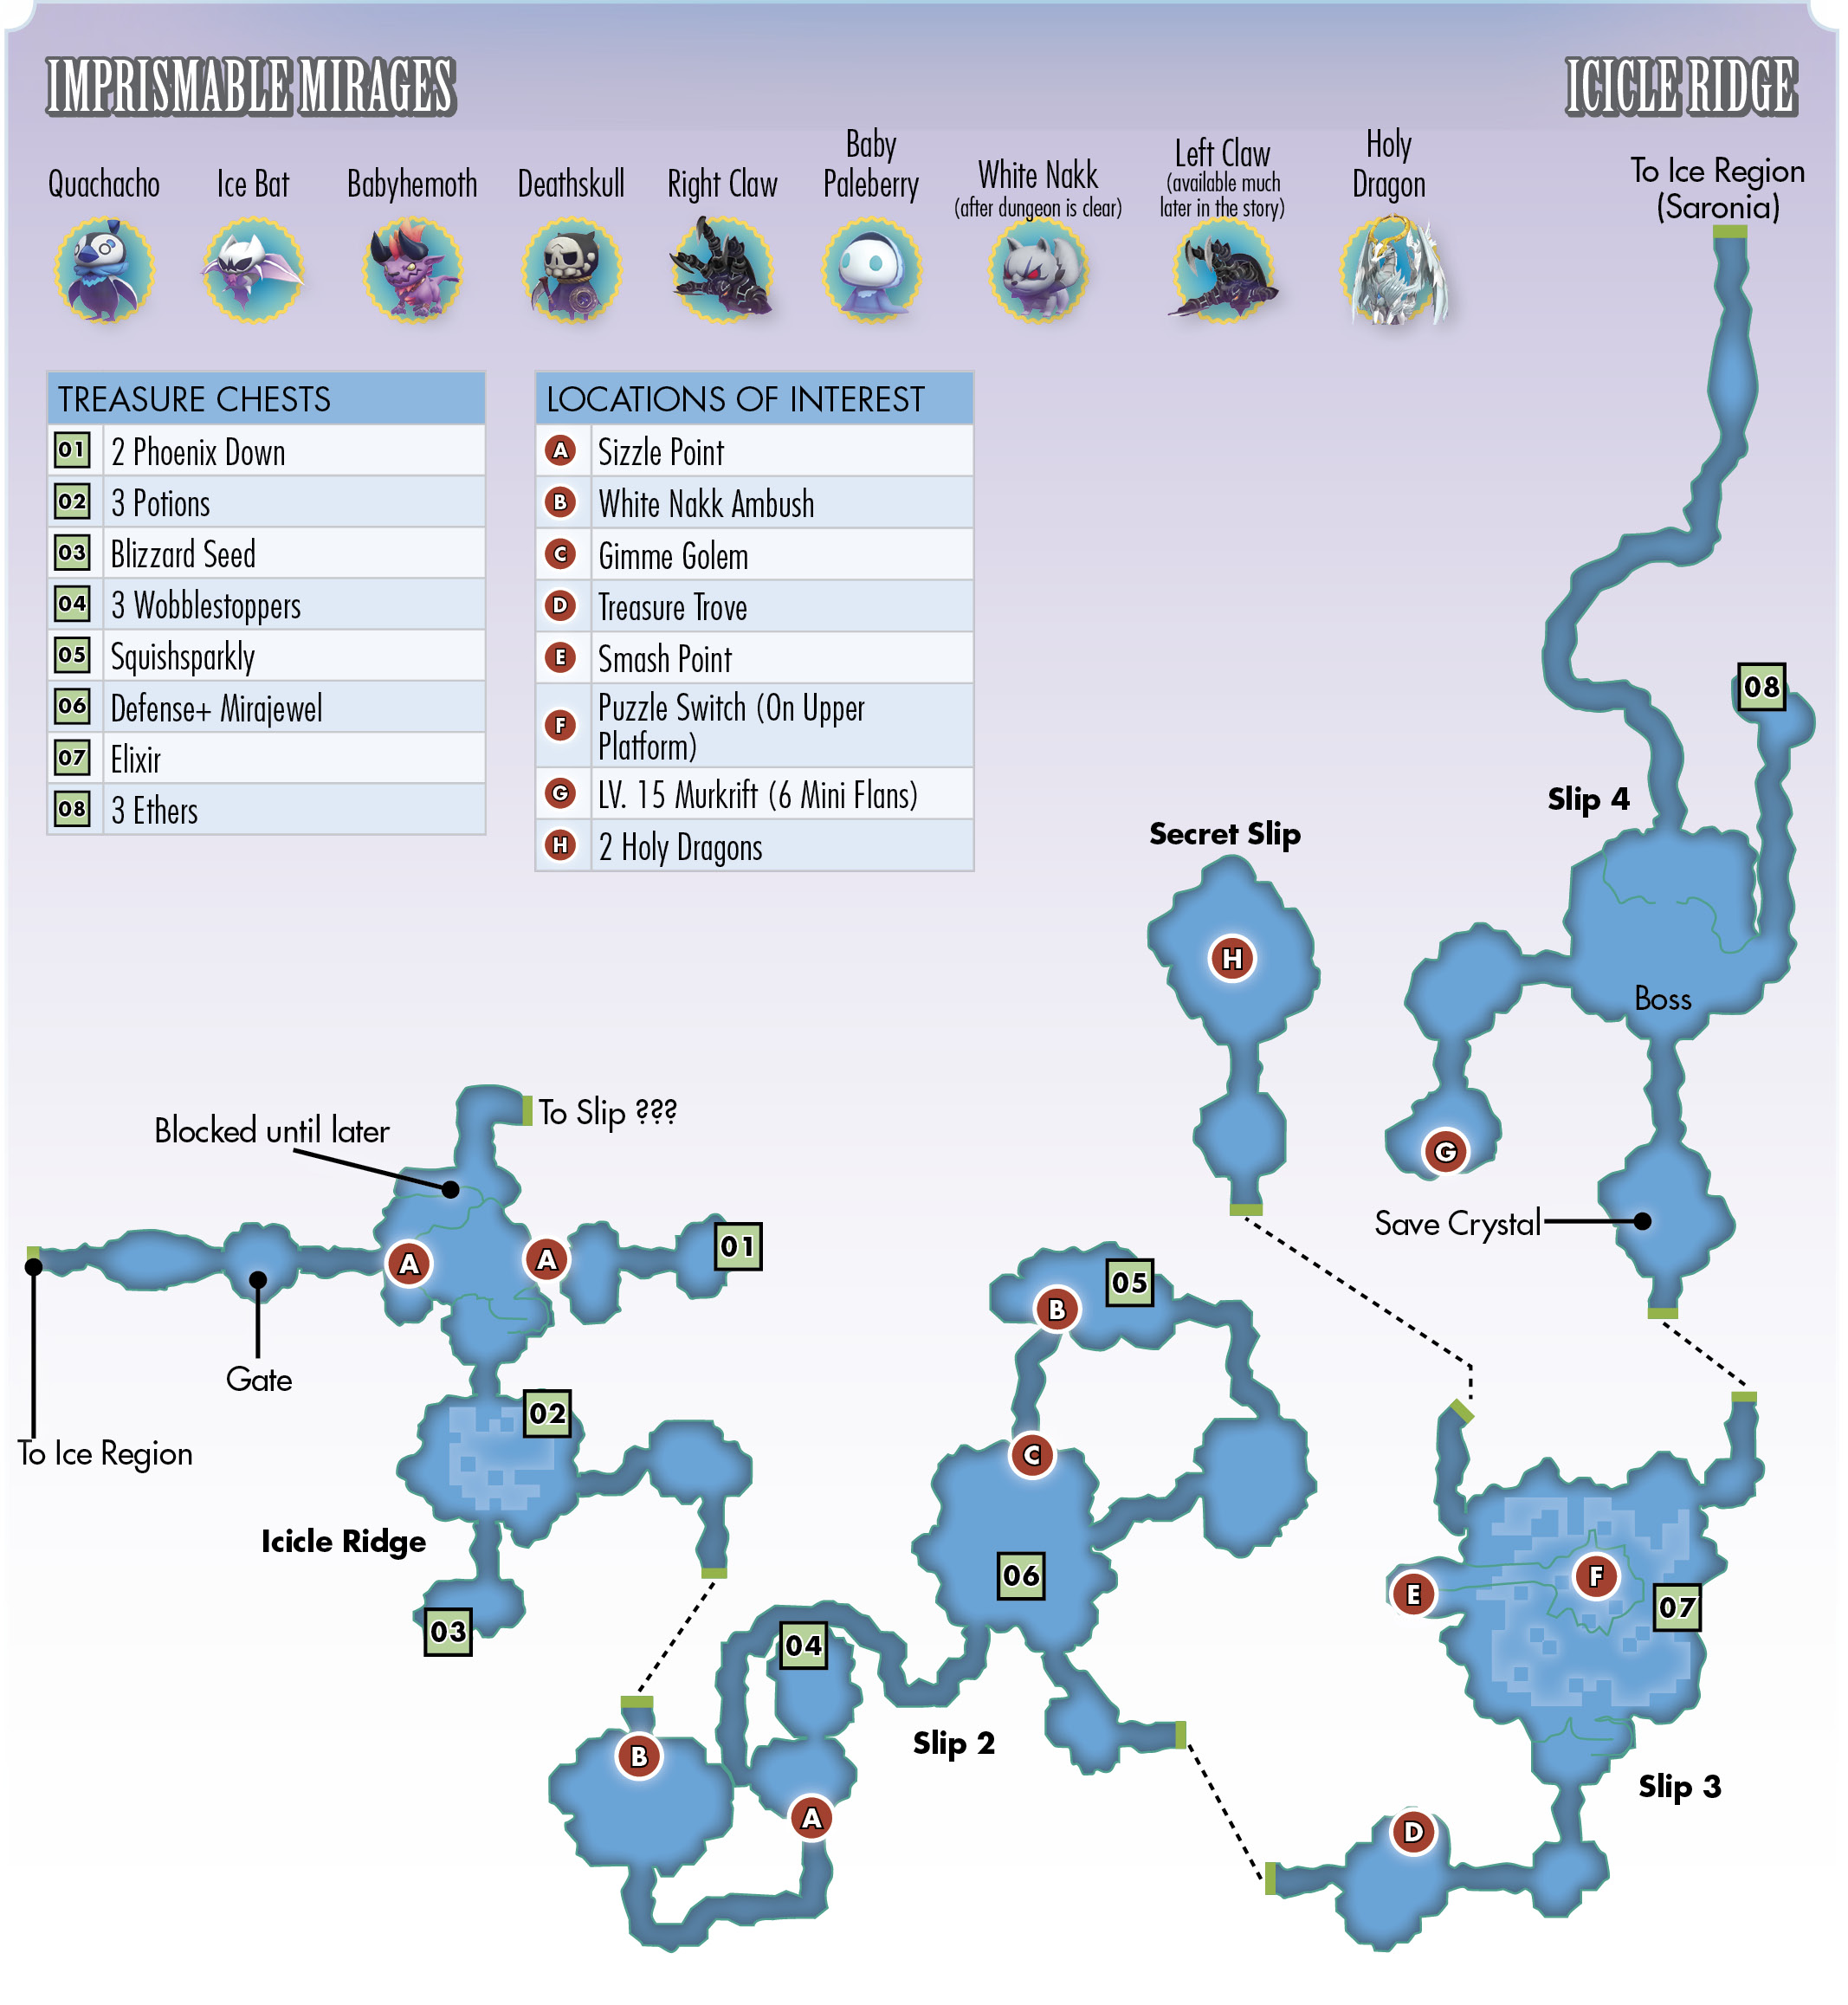 IMPRISMABLE MIRAGES
ICICLE RIDGE
Quachacho
Ice Bat
Babyhemoth
Deathskull
Right Claw
Baby
Paleberry
White Nakk
(after dungeon is clear)
Left Claw
(available much
later in the story)
Holy
Dragon
To Ice Region
(Saronia)
TREASURE CHESTS
01 2 Phoenix Down
02 3 Potions
03 Blizzard Seed
04 3 Wobblestoppers
05 Squishsparkly
06 Defense+ Mirajewel
07 Elixir
08 3 Ethers
LOCATIONS OF INTEREST
A Sizzle Point
B White Nakk Ambush
C Gimme Golem
D Treasure Trove
E Smash Point
F Puzzle Switch (On Upper
Platform)
G LV. 15 Murkrift (6 Mini Flans)
H 2 Holy Dragons
08
Slip 4
Secret Slip
H
Boss
To Slip ???
Blocked until later
G
Save Crystal
A
A
01
05
B
Gate
02
To Ice Region
C
Icicle Ridge
06
F
E
07
03
04
Slip 2
B
Slip 3
A
D